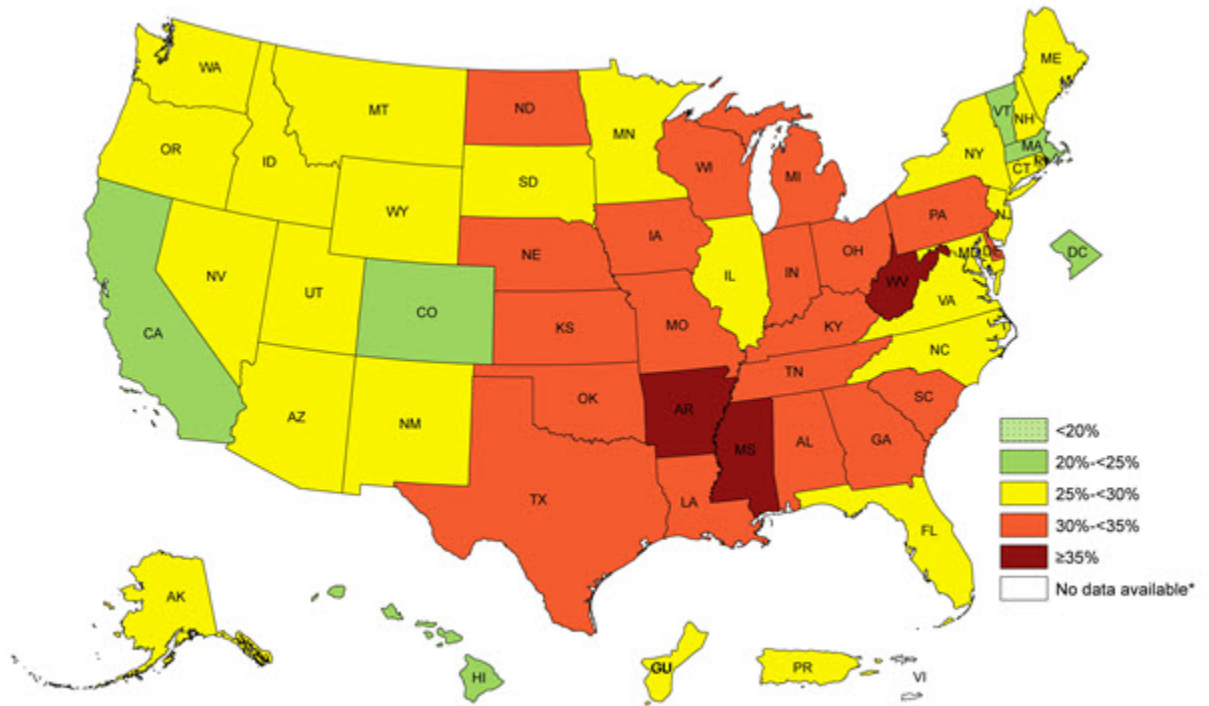 WA
MT
ND
MN
ME
OR
ID
SD
WI
MI
NY
VT
NH
MA
CT
WY
IA
PA
NV
UT
CO
NE
IL
IN
OH
NJ
MD
DE
DC
CA
KS
MO
KY
WV
VA
AZ
NM
OK
AR
TN
NC
SC
TX
LA
MS
AL
GA
FL
AK
HI
GU
PR
VI
<20%
20%-<25%
25%-<30%
30%-<35%
≥35%
No data available*